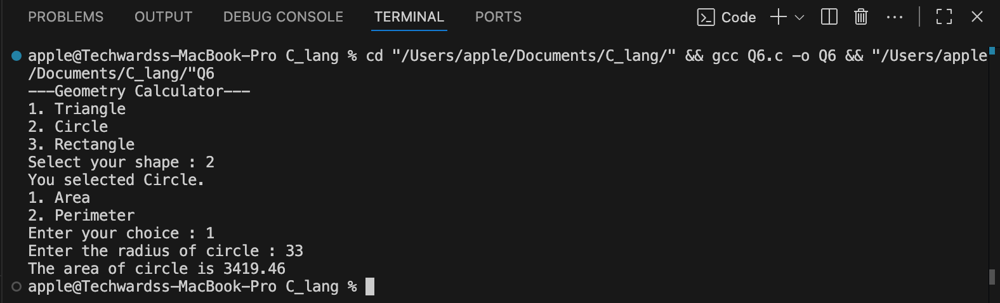 PROBLEMS OUTPUT DEBUG CONSOLE TERMINAL PORTS Code
apple@Techwardss-MacBook-Pro C_lang % cd "/Users/apple/Documents/C_lang/" && gcc Q6.c -o Q6 && "/Users/apple
/Documents/C_lang/"Q6
---Geometry Calculator---
1. Triangle
2. Circle
3. Rectangle
Select your shape : 2
You selected Circle.
1. Area
2. Perimeter
Enter your choice : 1
Enter the radius of circle : 33
The area of circle is 3419.46
apple@Techwardss-MacBook-Pro C_lang %